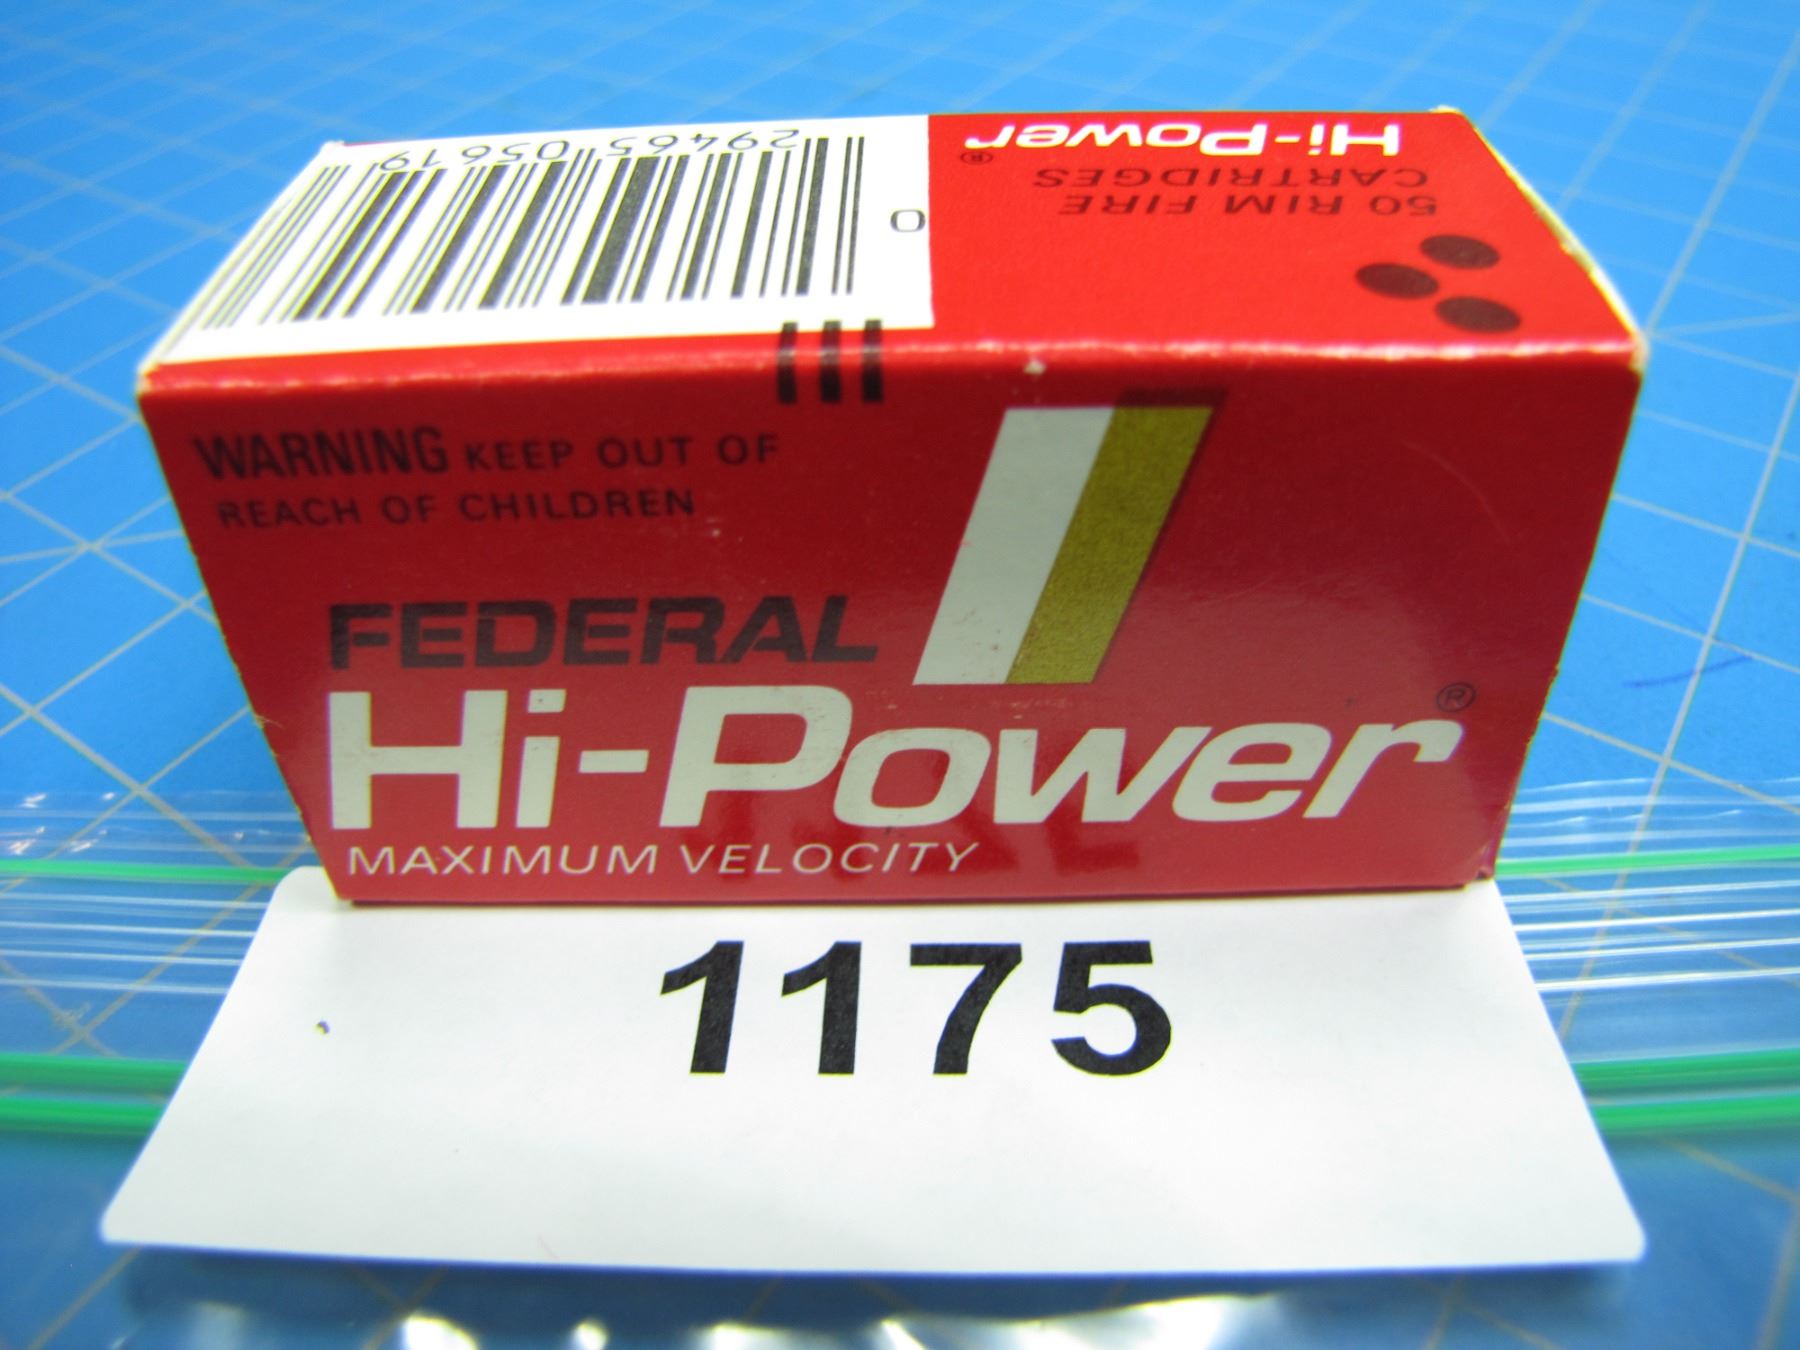 0
29465 05619
Hi-Power®
50 RIM FIRE
CARTRIDGES
WARNING KEEP OUT OF
REACH OF CHILDREN
FEDERAL
Hi-Power®
MAXIMUM VELOCITY
1175